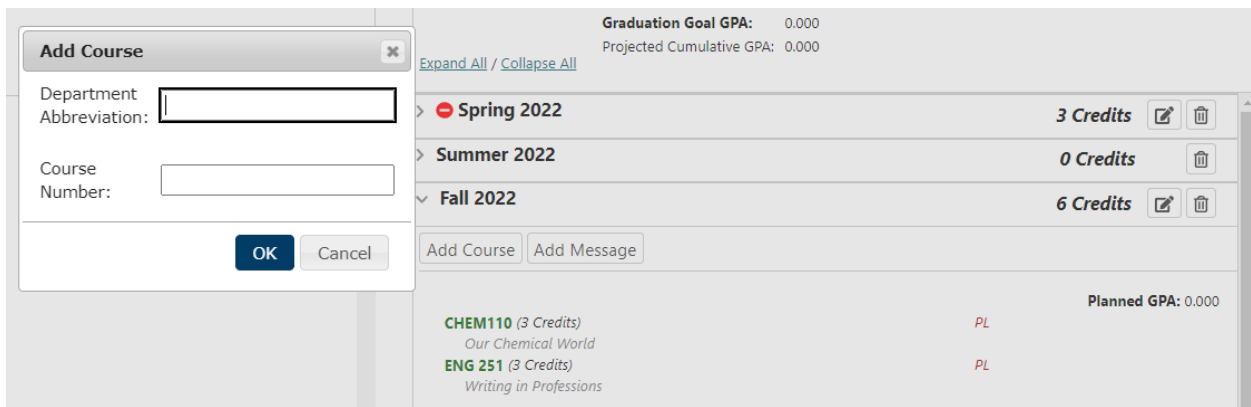 Add Course
Department
Abbreviation:
Course
Number:
OK Cancel
Graduation Goal GPA: 0.000
Projected Cumulative GPA: 0.000
Expand All / Collapse All
Spring 2022 3 Credits
Summer 2022 0 Credits
Fall 2022 6 Credits
Add Course Add Message
Planned GPA: 0.000
CHEM110 (3 Credits) PL
Our Chemical World
ENG 251 (3 Credits) PL
Writing in Professions